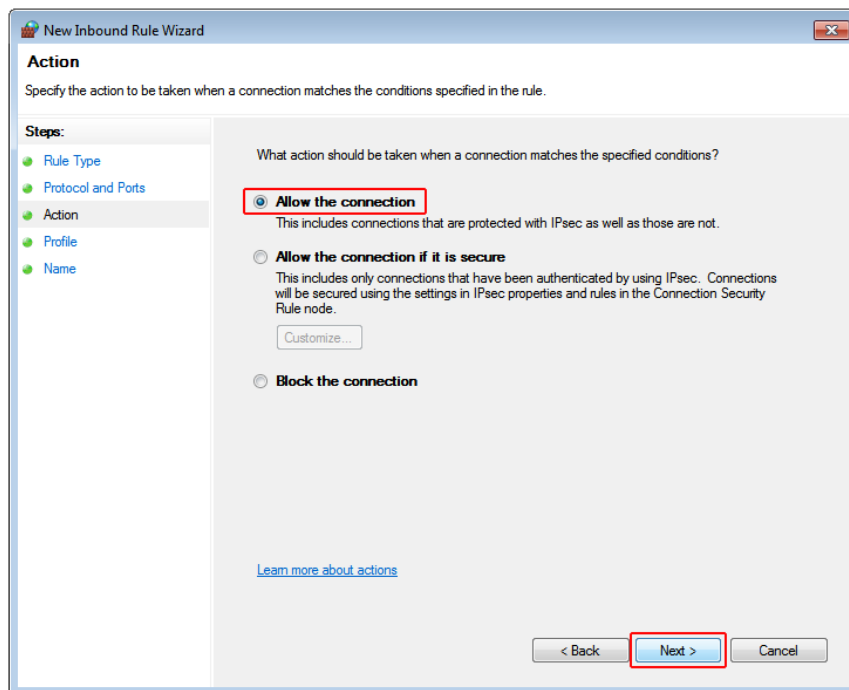 New Inbound Rule Wizard
Action
Specify the action to be taken when a connection matches the conditions specified in the rule.
Steps:
Rule Type
Protocol and Ports
Action
Profile
Name
What action should be taken when a connection matches the specified conditions?
Allow the connection
This includes connections that are protected with IPsec as well as those are not.
Allow the connection if it is secure
This includes only connections that have been authenticated by using IPsec. Connections
will be secured using the settings in IPsec properties and rules in the Connection Security
Rule node.
Customize...
Block the connection
Learn more about actions
< Back
Next >
Cancel